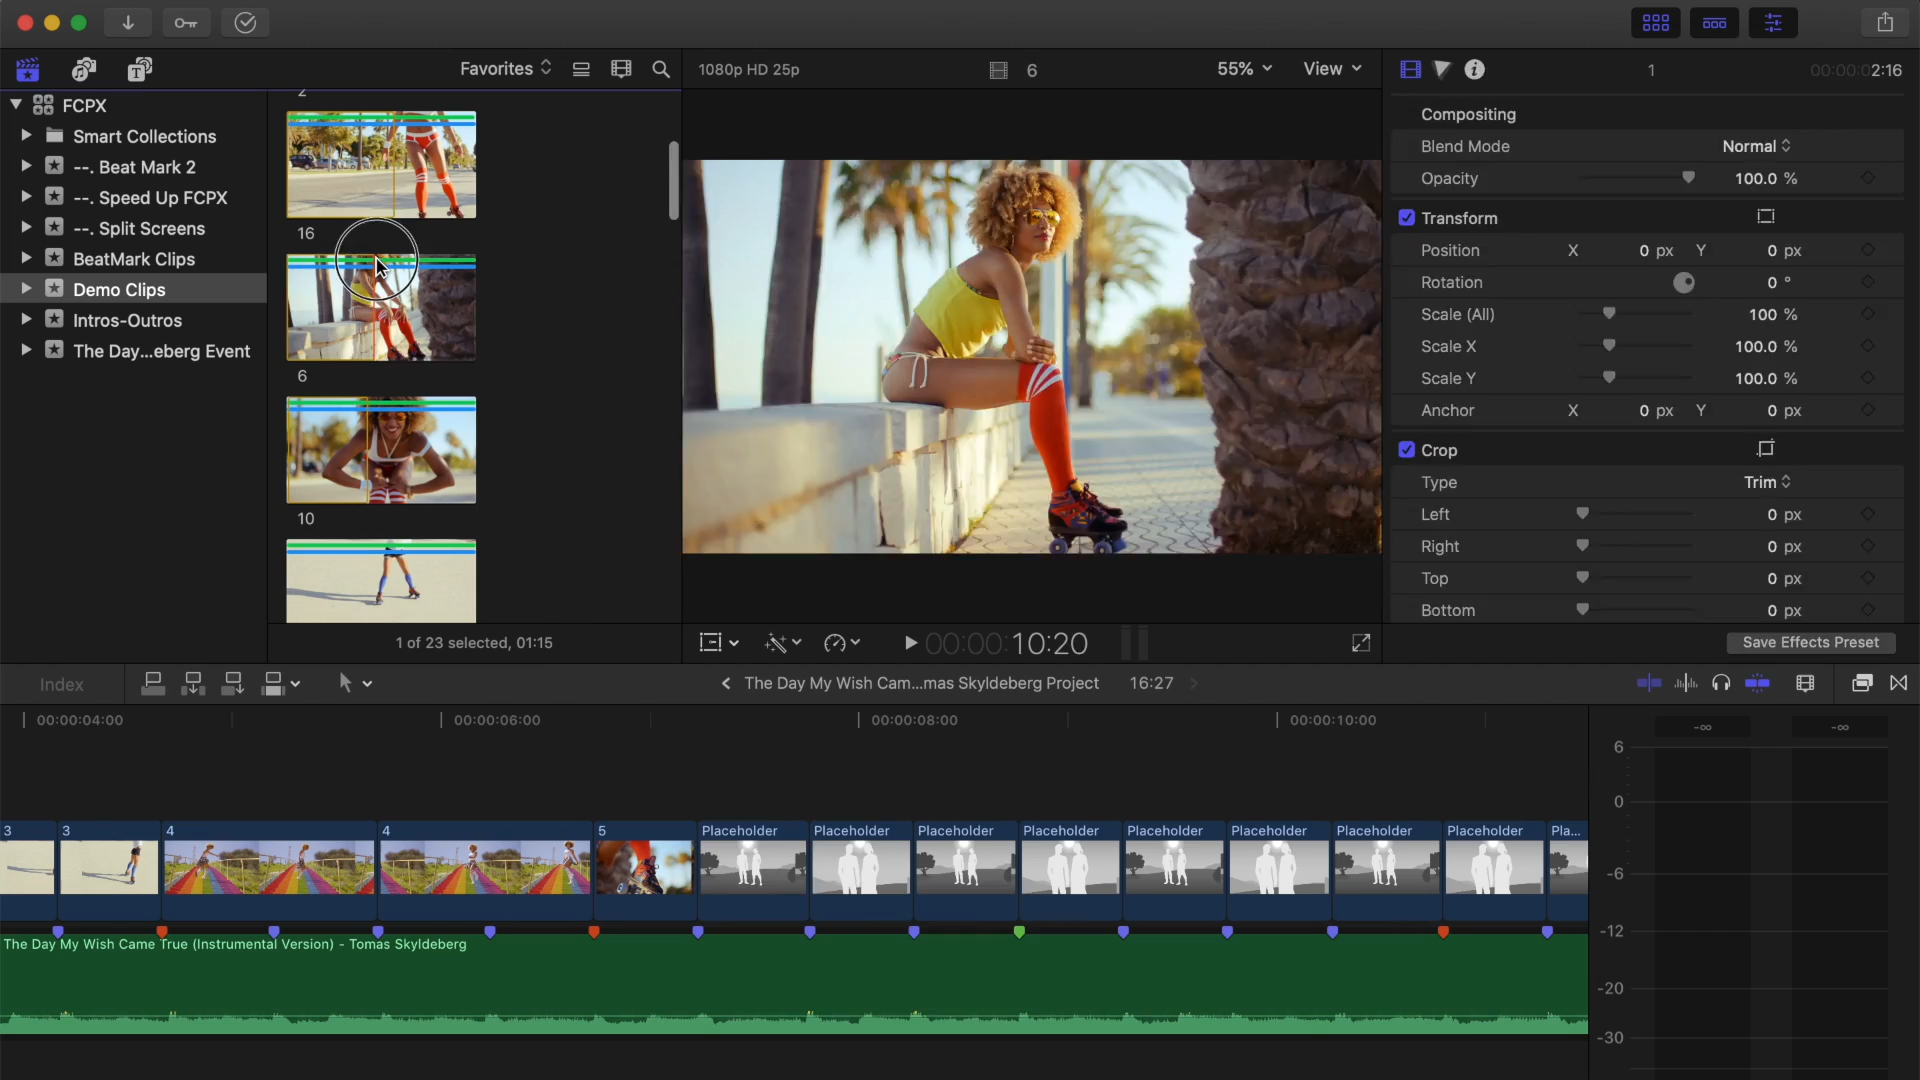 Favorites
1080p HD 25p
6
55%
View
1
00:00:02:16
FCPX
Smart Collections
--. Beat Mark 2
--. Speed Up FCPX
--. Split Screens
BeatMark Clips
Demo Clips
Intros-Outros
The Day...eberg Event
2
16
6
10
1 of 23 selected, 01:15
00:00:10:20
Compositing
Blend Mode Normal
Opacity 100.0 %
Transform
Position X 0 px Y 0 px
Rotation 0 °
Scale (All) 100 %
Scale X 100.0 %
Scale Y 100.0 %
Anchor X 0 px Y 0 px
Crop
Type Trim
Left 0 px
Right 0 px
Top 0 px
Bottom 0 px
Save Effects Preset
Index
The Day My Wish Cam...mas Skyldeberg Project
16:27
00:00:04:00
00:00:06:00
00:00:08:00
00:00:10:00
3
3
4
4
5
Placeholder
Placeholder
Placeholder
Placeholder
Placeholder
Placeholder
Placeholder
Placeholder
Pla...
The Day My Wish Came True (Instrumental Version) - Tomas Skyldeberg
-∞ -∞
6
0
-6
-12
-20
-30